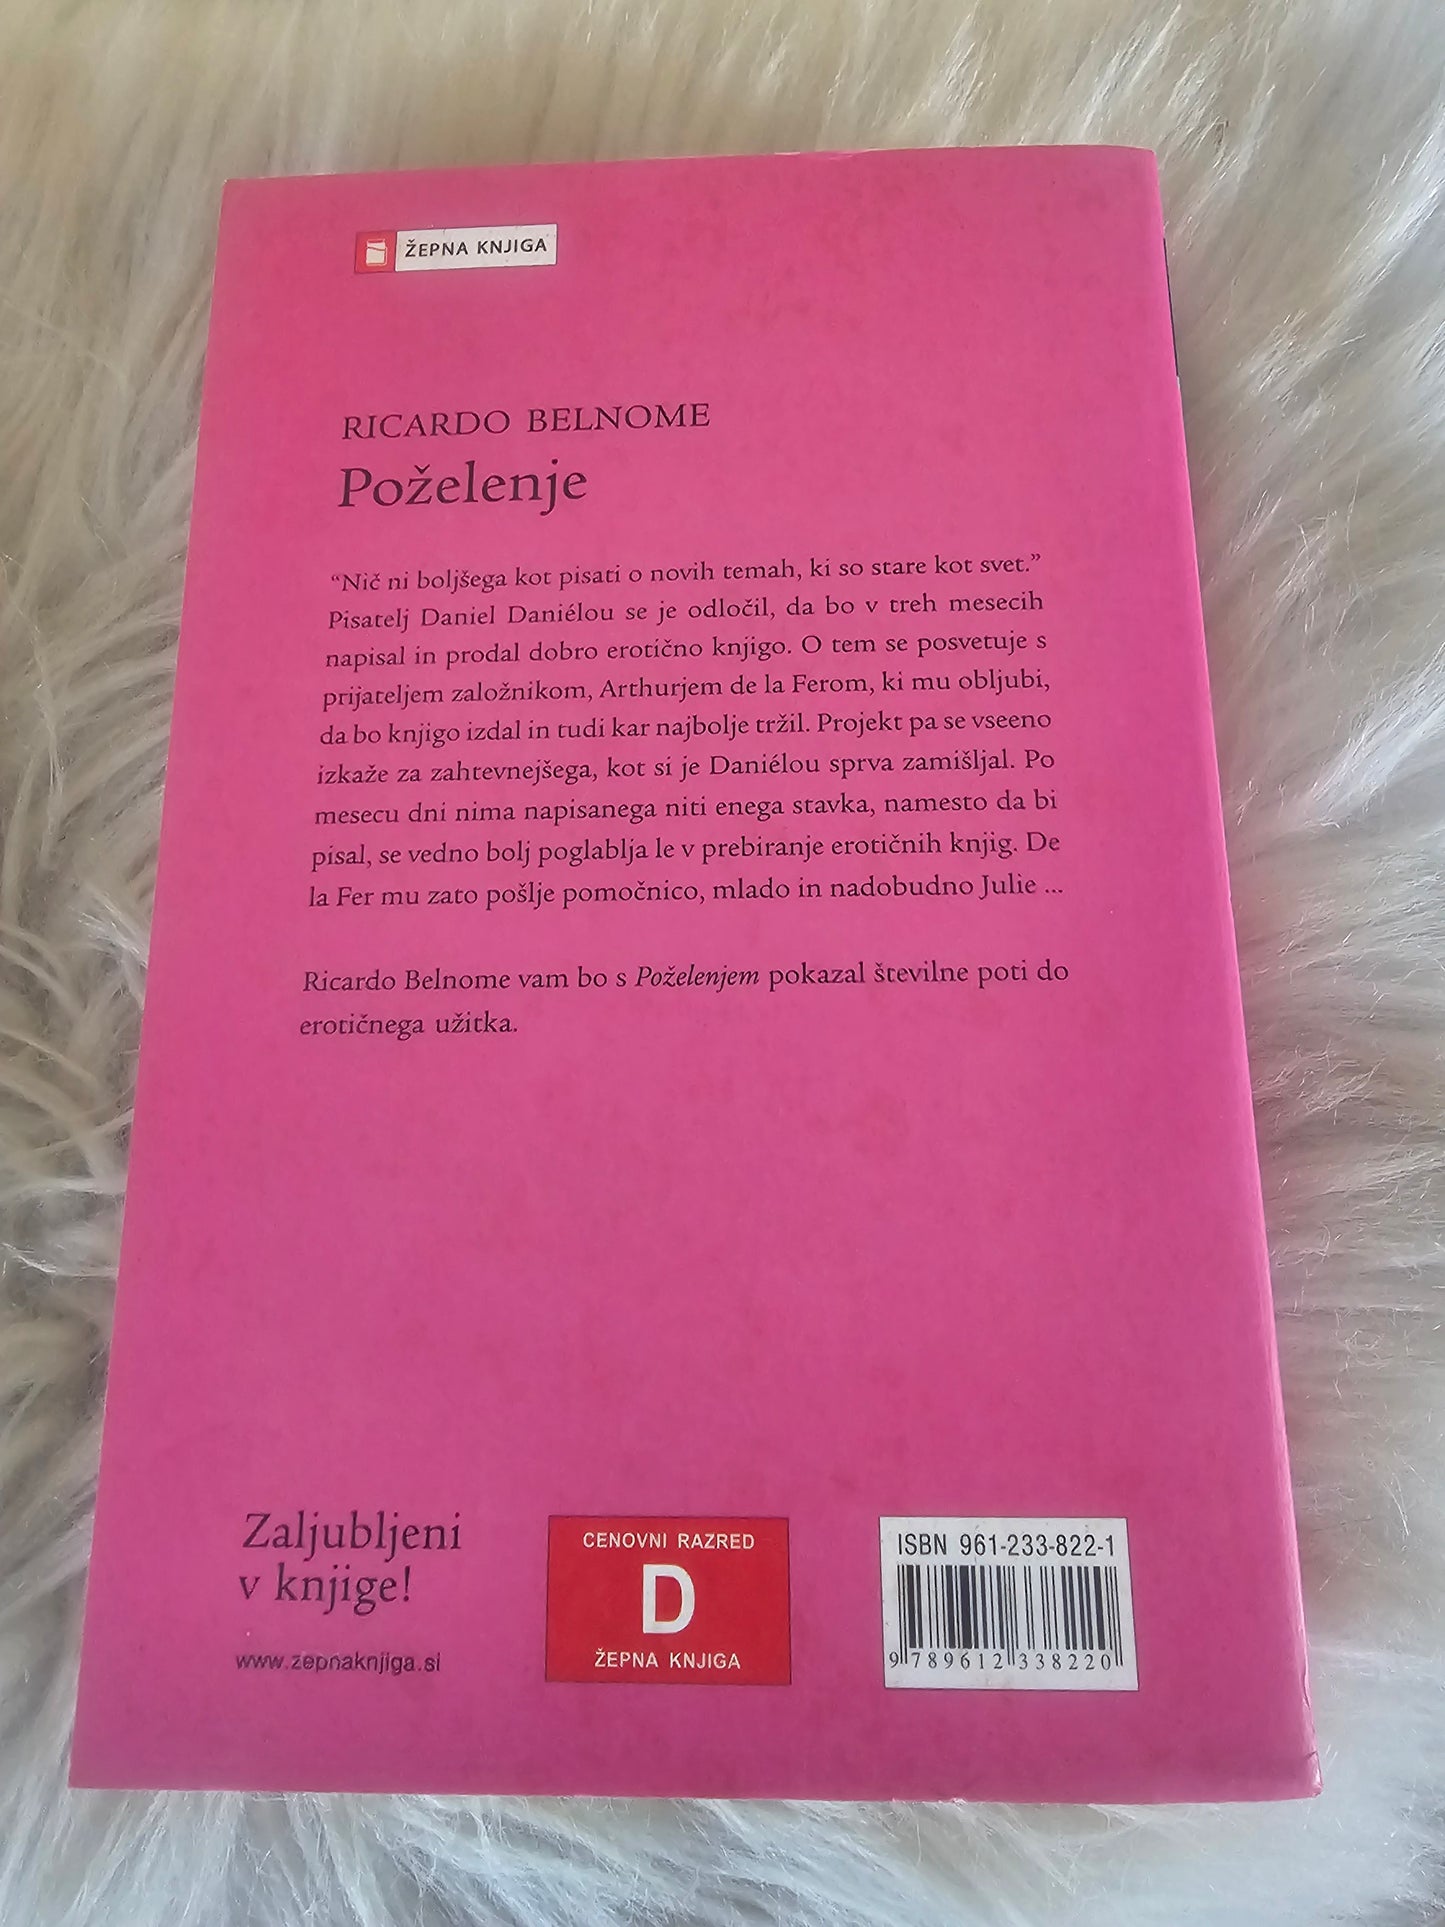 ŽEPNA KNJIGA
RICARDO BELNOME
Poželenje
“Nič ni boljšega kot pisati o novih temah, ki so stare kot svet.”
Pisatelj Daniel Daniélou se je odločil, da bo v treh mesecih
napisal in prodal dobro erotično knjigo. O tem se posvetuje s
prijateljem založnikom, Arthurjem de la Ferom, ki mu obljubi,
da bo knjigo izdal in tudi kar najbolje tržil. Projekt pa se vseeno
izkaže za zahtevnejšega, kot si je Daniélou sprva zamišljal. Po
mesecu dni nima napisanega niti enega stavka, namesto da bi
pisal, se vedno bolj poglablja le v prebiranje erotičnih knjig. De
la Fer mu zato pošlje pomočnico, mlado in nadobudno Julie ...
Ricardo Belnome vam bo s Poželenjem pokazal številne poti do
erotičnega užitka.
Zaljubljeni
v knjige!
www.zepnaknjiga.si
CENOVNI RAZRED
D
ŽEPNA KNJIGA
ISBN 961-233-822-1
9 789612 338220